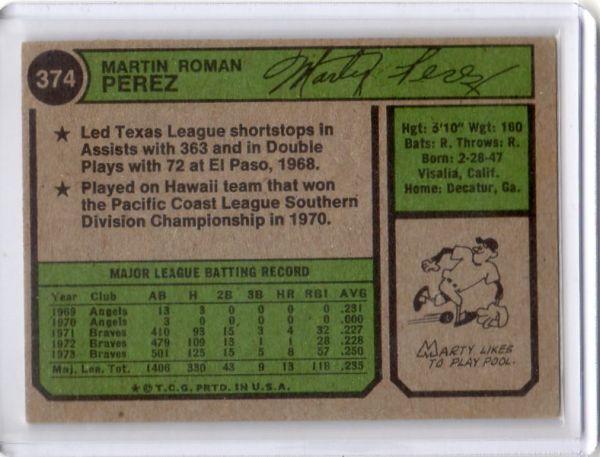 374
MARTIN ROMAN
PEREZ
Marty Perez
★ Led Texas League shortstops in
Assists with 363 and in Double
Plays with 72 at El Paso, 1968.
★ Played on Hawaii team that won
the Pacific Coast League Southern
Division Championship in 1970.
Hgt: 5'10" Wgt: 160
Bats: R. Throws: R.
Born: 2-28-47
Visalia, Calif.
Home: Decatur, Ga.
MAJOR LEAGUE BATTING RECORD
Year Club AB H 2B 3B HR RBI AVG
1969 Angels 13 3 0 0 0 0 .231
1970 Angels 3 0 0 0 0 0 .000
1971 Braves 410 93 15 3 4 32 .227
1972 Braves 479 109 13 1 1 28 .228
1973 Braves 501 125 15 5 8 57 .250
Maj. Lea. Tot. 1406 330 43 9 13 118 .235
★ © T.C.G. PRTD. IN U.S.A.
MARTY LIKES
TO PLAY POOL.